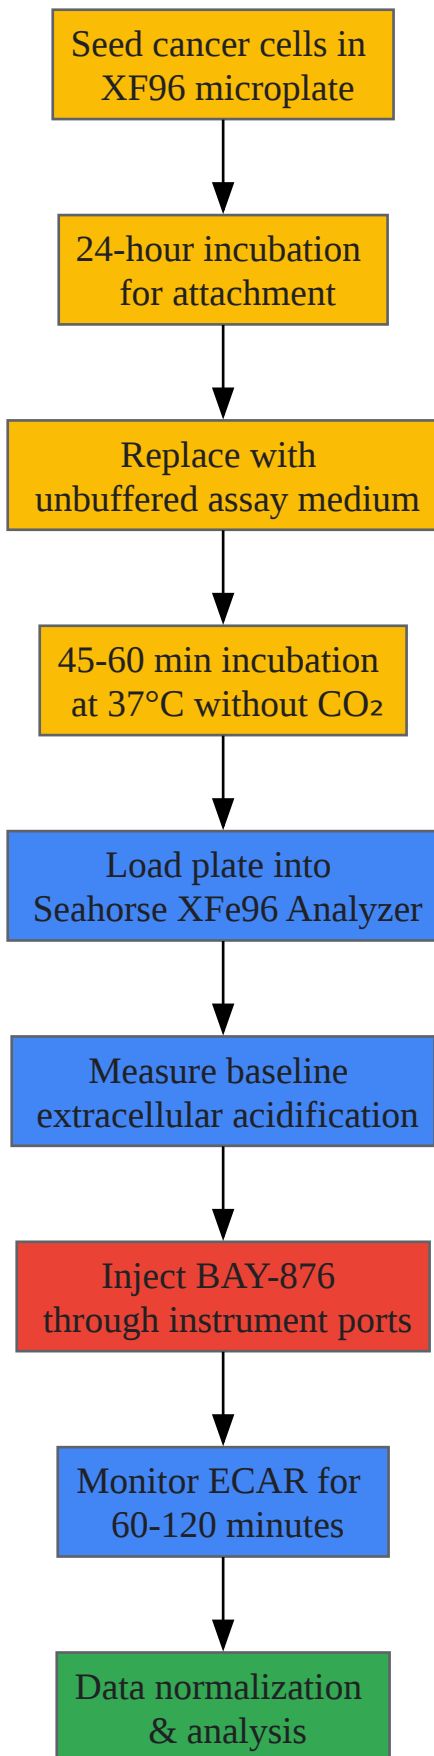 Seed cancer cells in
XF96 microplate
24-hour incubation
for attachment
Replace with
unbuffered assay medium
45-60 min incubation
at 37°C without CO₂
Load plate into
Seahorse XFe96 Analyzer
Measure baseline
extracellular acidification
Inject BAY-876
through instrument ports
Monitor ECAR for
60-120 minutes
Data normalization
& analysis